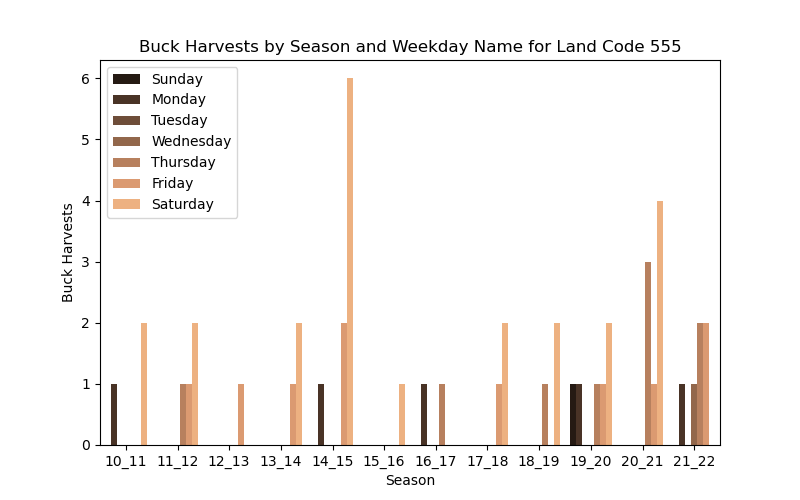 Buck Harvests by Season and Weekday Name for Land Code 555
Sunday
Monday
Tuesday
Wednesday
Thursday
Friday
Saturday
6
5
4
3
2
1
0
Buck Harvests
10_11 11_12 12_13 13_14 14_15 15_16 16_17 17_18 18_19 19_20 20_21 21_22
Season